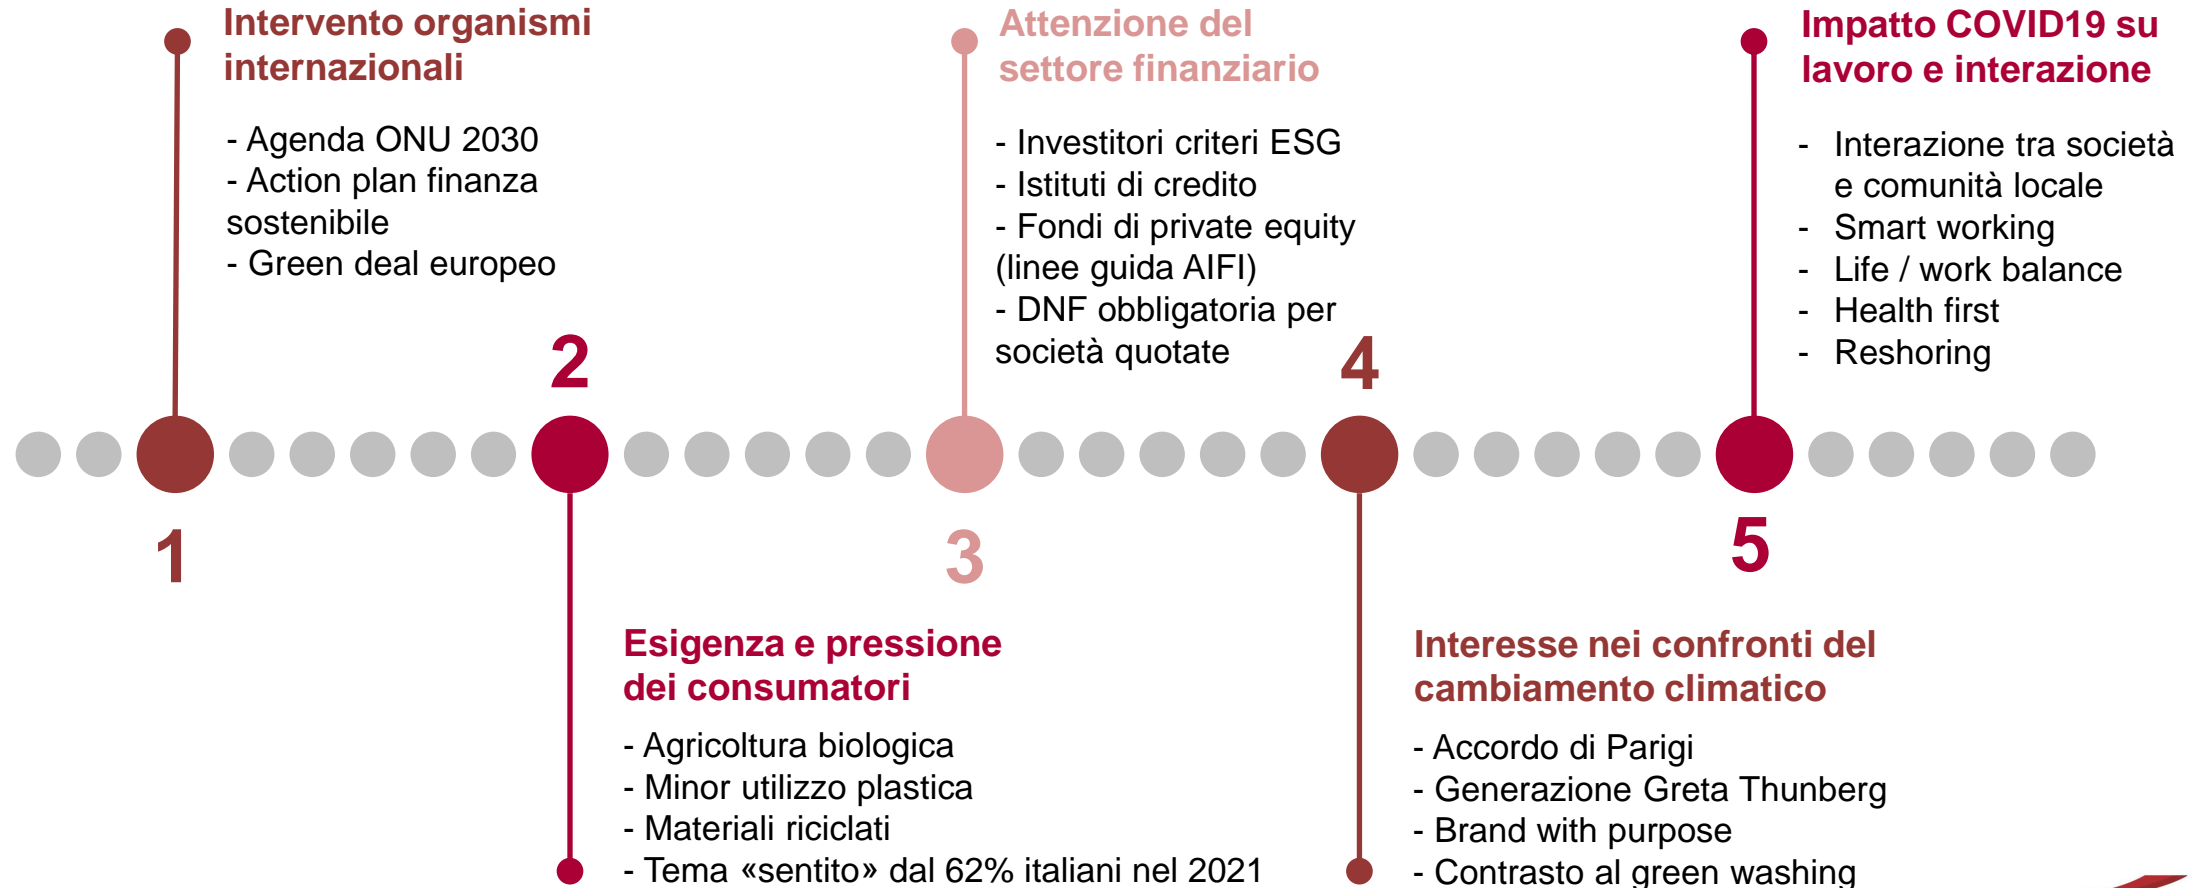 Intervento organismi
internazionali
- Agenda ONU 2030
- Action plan finanza
sostenibile
- Green deal europeo
1
2
Esigenza e pressione
dei consumatori
- Agricoltura biologica
- Minor utilizzo plastica
- Materiali riciclati
- Tema «sentito» dal 62% italiani nel 2021
Attenzione del
settore finanziario
- Investitori criteri ESG
- Istituti di credito
- Fondi di private equity
(linee guida AIFI)
- DNF obbligatoria per
società quotate
3
4
Interesse nei confronti del
cambiamento climatico
- Accordo di Parigi
- Generazione Greta Thunberg
- Brand with purpose
- Contrasto al green washing
Impatto COVID19 su
lavoro e interazione
- Interazione tra società
e comunità locale
- Smart working
- Life / work balance
- Health first
- Reshoring
5